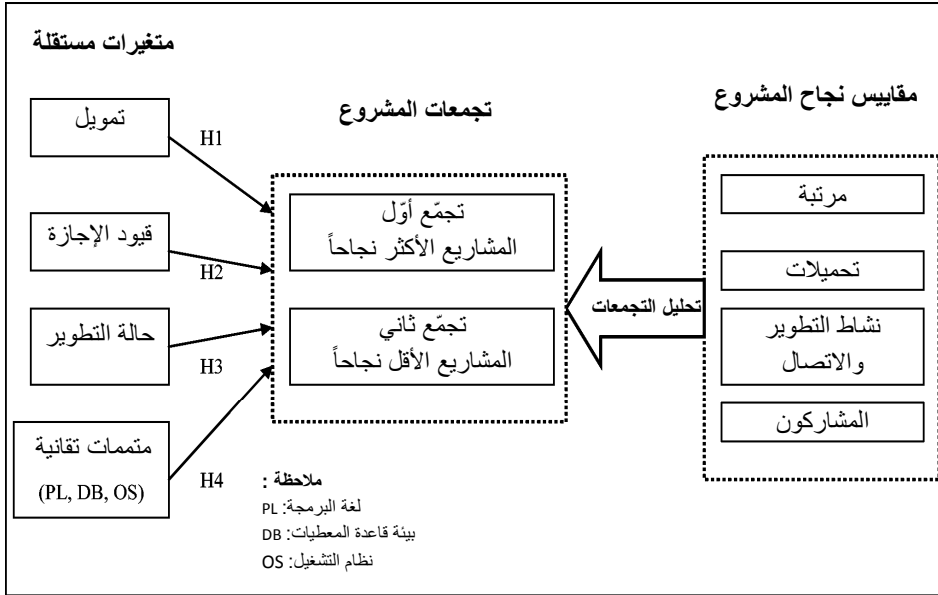 متغيرات مستقلة
تمويل
قيود الإجازة
حالة التطوير
متممات تقانية
(PL, DB, OS)
H1
H2
H3
H4
تجمعات المشروع
تجمّع أوّل
المشاريع الأكثر نجاحاً
تجمّع ثاني
المشاريع الأقل نجاحاً
تحليل التجمعات
مقاييس نجاح المشروع
مرتبة
تحميلات
نشاط التطوير
والاتصال
المشاركون
ملاحظة :
PL :لغة البرمجة
DB :بيئة قاعدة المعطيات
OS :نظام التشغيل